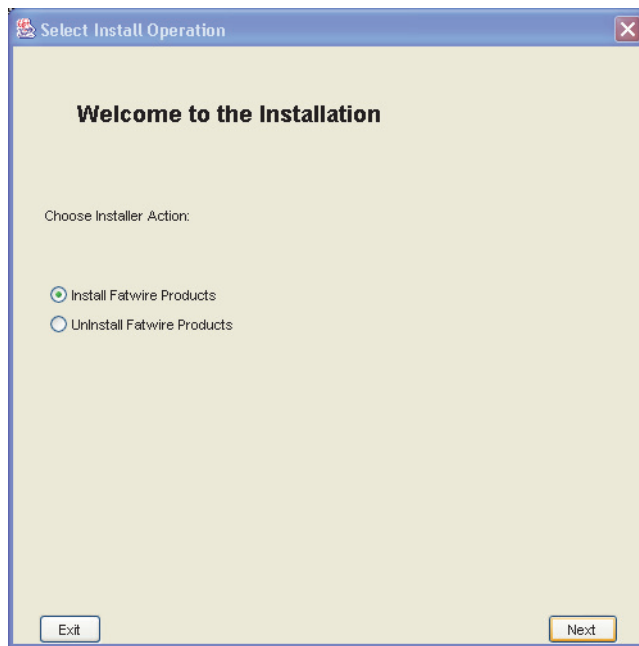 Select Install Operation
Welcome to the Installation
Choose Installer Action:
Install Fatwire Products
UnInstall Fatwire Products
Exit
Next